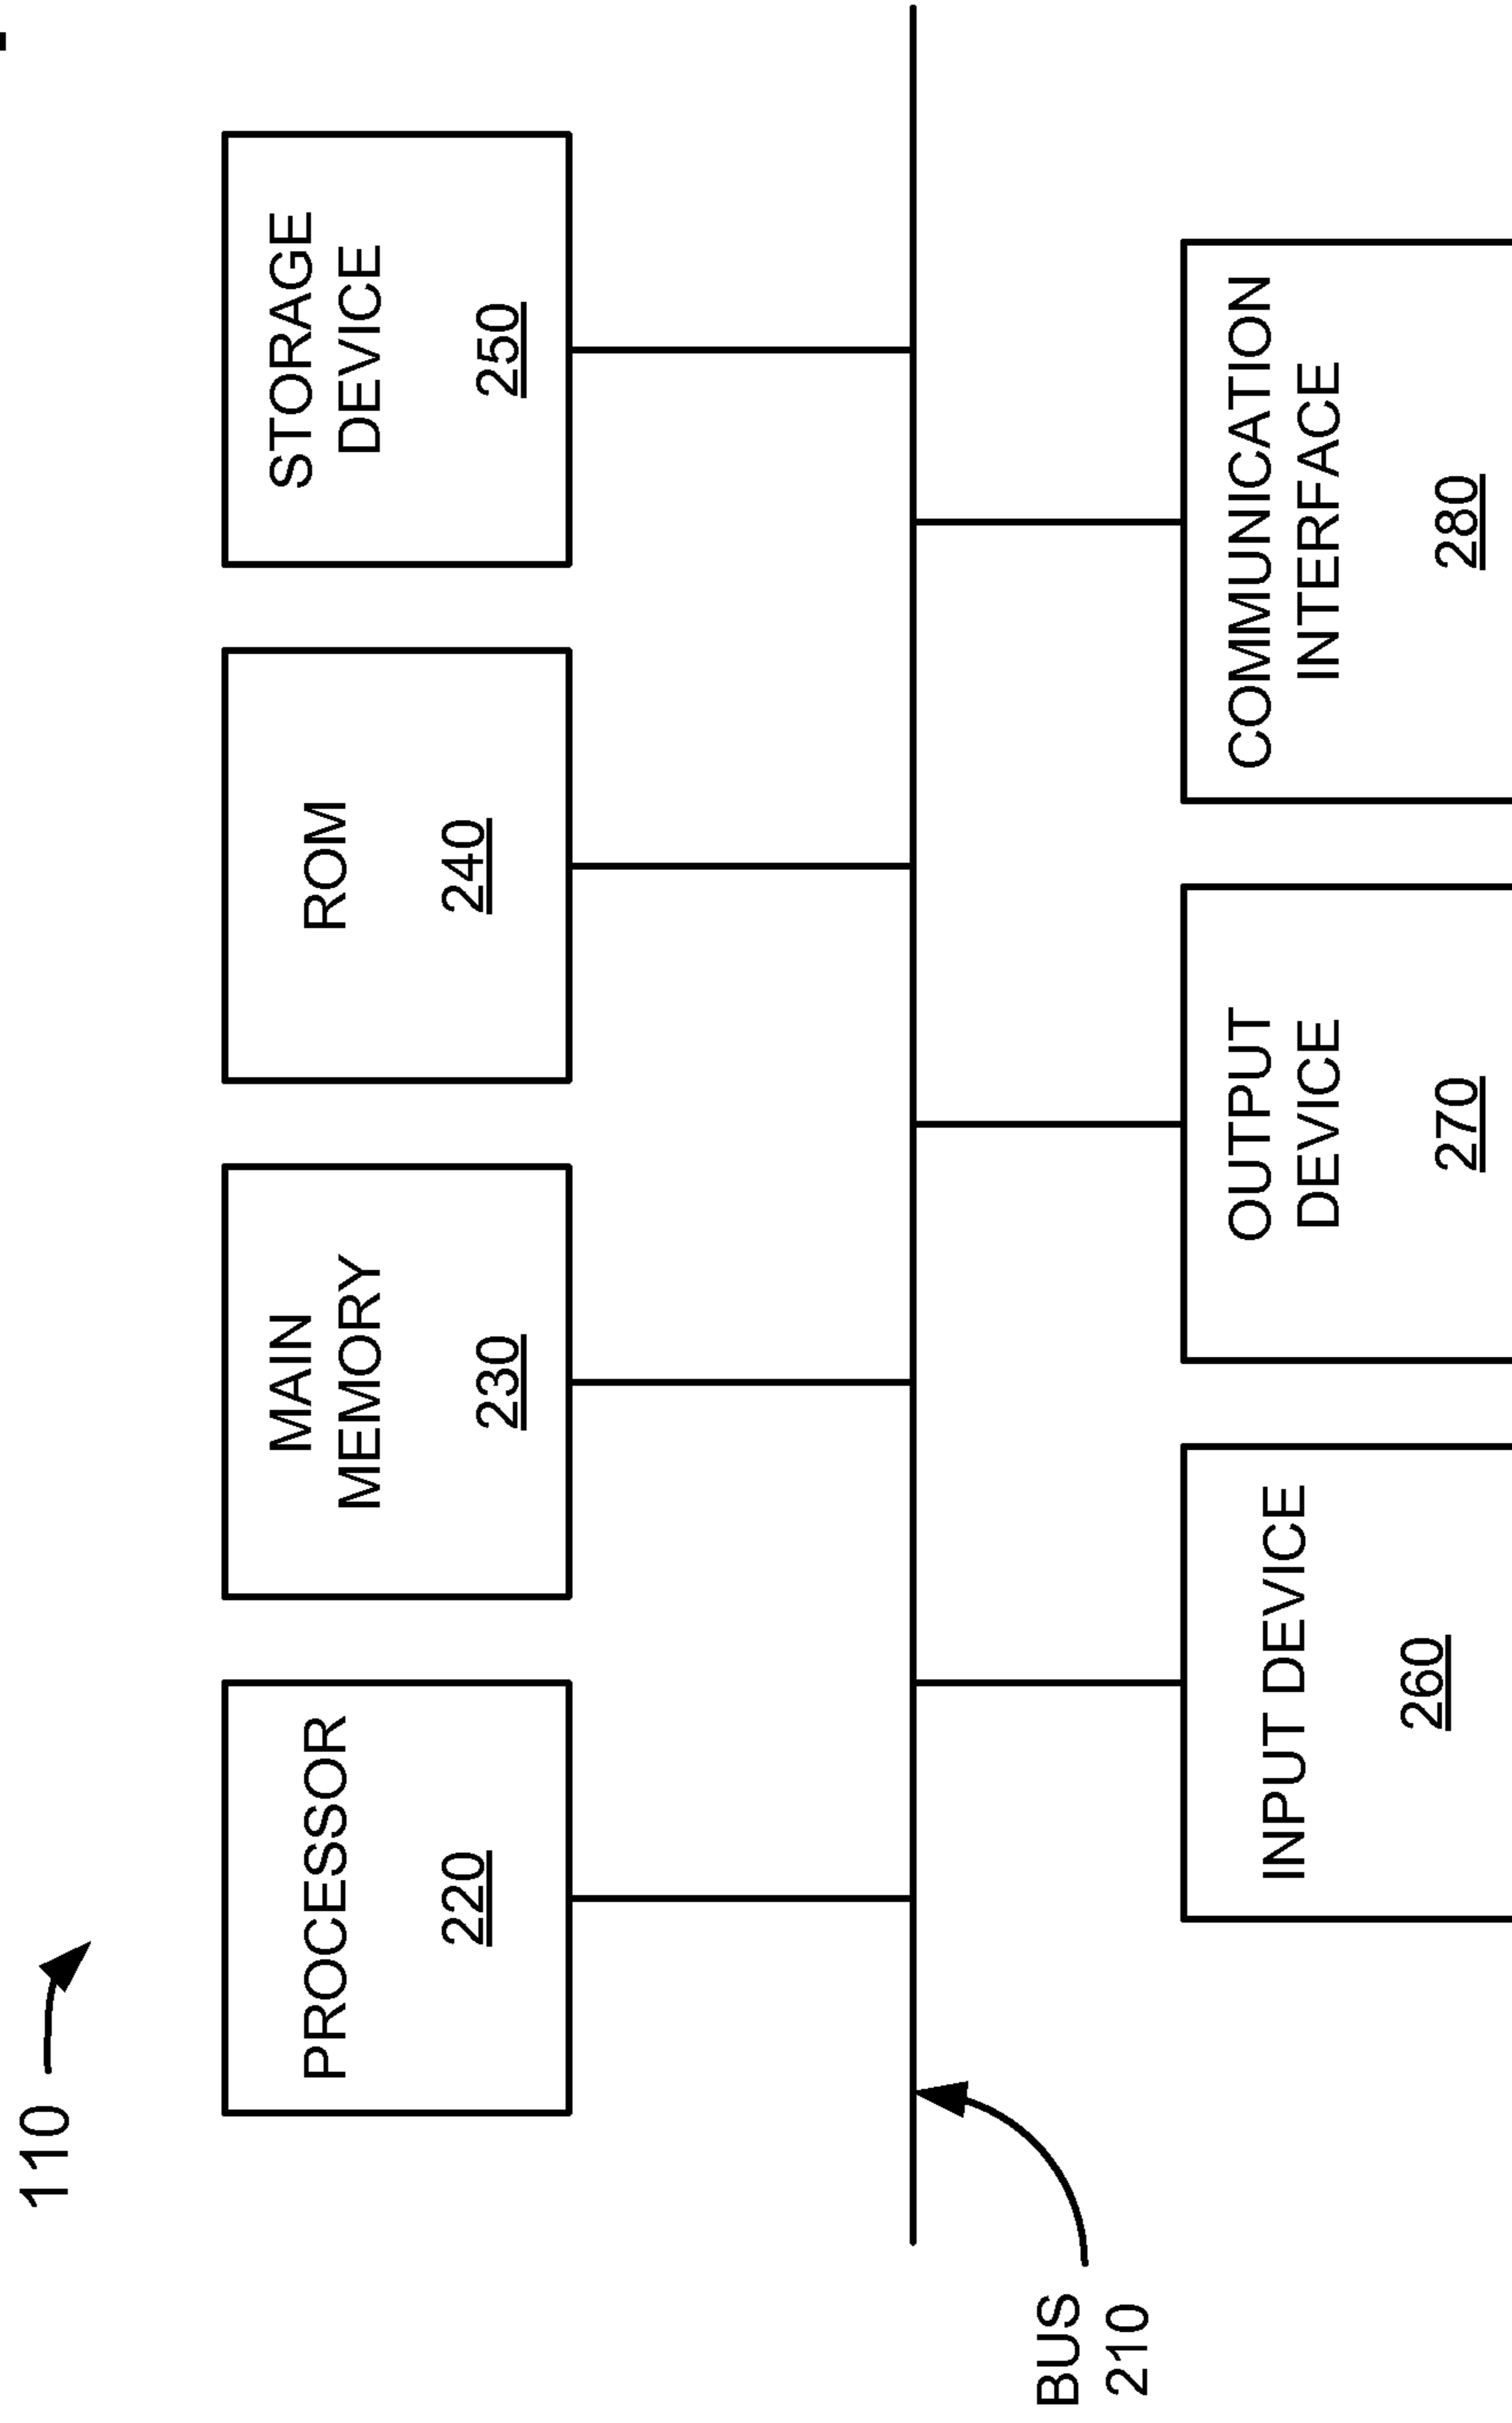 110
PROCESSOR
220
MAIN
MEMORY
230
ROM
240
STORAGE
DEVICE
250
BUS
210
INPUT DEVICE
260
OUTPUT
DEVICE
270
COMMUNICATION
INTERFACE
280